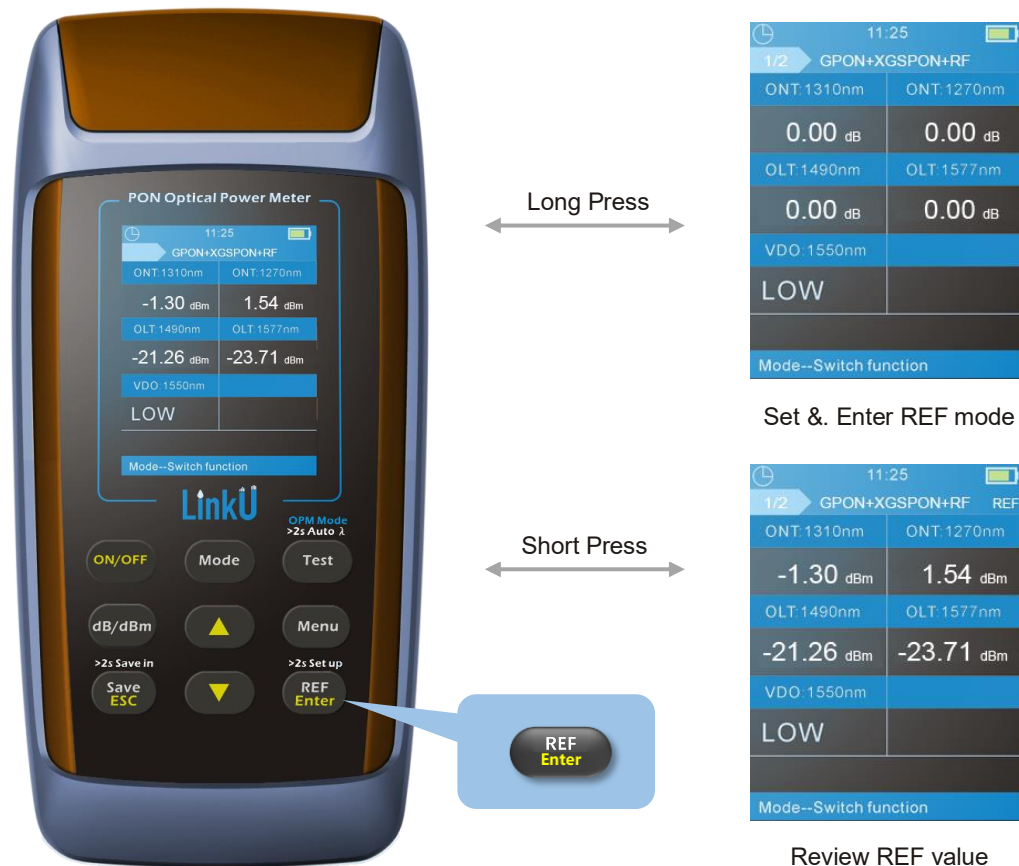 PON Optical Power Meter
11:25
GPON+XGSPON+RF
ONT:1310nm ONT:1270nm
-1.30 dBm 1.54 dBm
OLT:1490nm OLT:1577nm
-21.26 dBm -23.71 dBm
VDO:1550nm
LOW
Mode--Switch function
LinkU
OPM Mode
>2s Auto λ
ON/OFF Mode Test
dB/dBm ▲ Menu
>2s Save in >2s Set up
Save ▼ REF
ESC Enter
REF
Enter
Long Press
11:25
1/2 GPON+XGSPON+RF
ONT:1310nm ONT:1270nm
0.00 dB 0.00 dB
OLT:1490nm OLT:1577nm
0.00 dB 0.00 dB
VDO:1550nm
LOW
Mode--Switch function
Set &. Enter REF mode
Short Press
11:25
1/2 GPON+XGSPON+RF REF
ONT:1310nm ONT:1270nm
-1.30 dBm 1.54 dBm
OLT:1490nm OLT:1577nm
-21.26 dBm -23.71 dBm
VDO:1550nm
LOW
Mode--Switch function
Review REF value